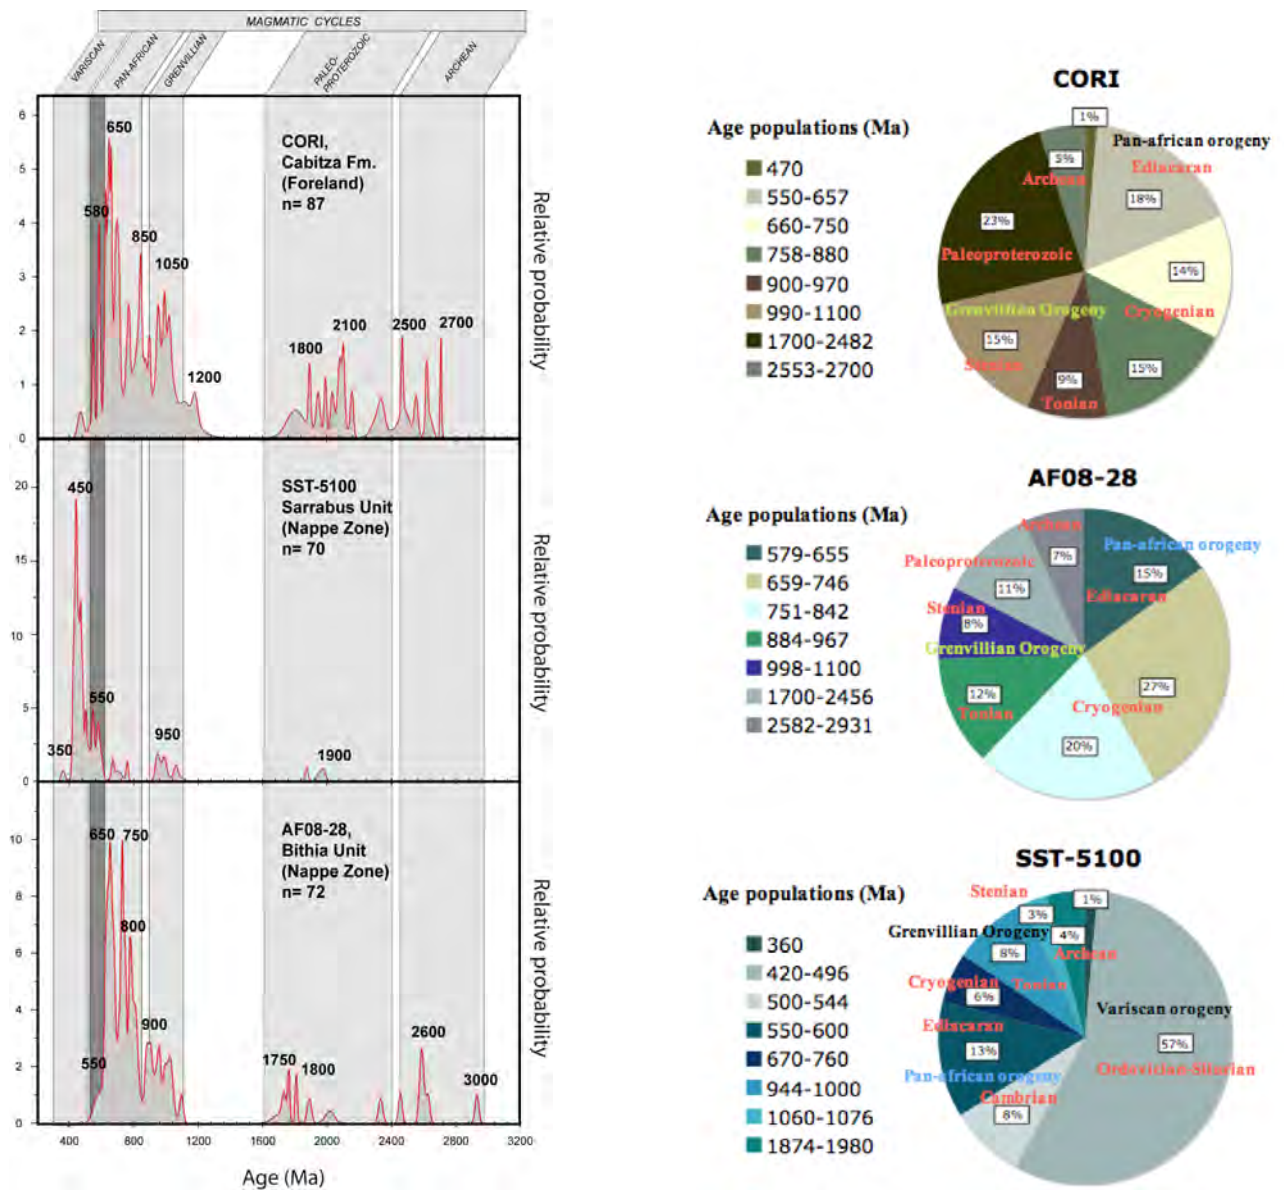 MAGMATIC CYCLES
VARISCAN
PAN-AFRICAN
GRENVILLIAN
PALEO-
PROTEROZOIC
ARCHEAN
6
5
4
3
2
1
0
650
580
850
1050
1200
1800
2100
2500
2700
CORI,
Cabitza Fm.
(Foreland)
n= 87
Relative probability
20
15
10
5
0
450
550
350
950
1900
SST-5100
Sarrabus Unit
(Nappe Zone)
n= 70
Relative probability
10
8
6
4
2
0
650
750
800
900
550
1750
1800
2600
3000
AF08-28,
Bithia Unit
(Nappe Zone)
n= 72
Relative probability
400
800
1200
1600
2000
2400
2800
3200
Age (Ma)
CORI
Age populations (Ma)
470
550-657
660-750
758-880
900-970
990-1100
1700-2482
2553-2700
1%
Pan-african orogeny
Ediacaran
18%
14%
Cryogenian
15%
9%
Tonian
15%
Stenian
Grenvillian Orogeny
Paleoproterozoic
23%
5%
Archean
AF08-28
Age populations (Ma)
579-655
659-746
751-842
884-967
998-1100
1700-2456
2582-2931
Archean
7%
Pan-african orogeny
15%
Ediacaran
27%
Cryogenian
20%
12%
Tonian
Grenvillian Orogeny
8%
Stenian
11%
Paleoproterozoic
SST-5100
Age populations (Ma)
360
420-496
500-544
550-600
670-760
944-1000
1060-1076
1874-1980
Stenian
1%
3%
4%
Archean
Grenvillian Orogeny
8%
Tonian
Cryogenian
6%
Ediacaran
13%
Pan-african orogeny
Cambrian
8%
Variscan orogeny
57%
Ordovitian-Silurian